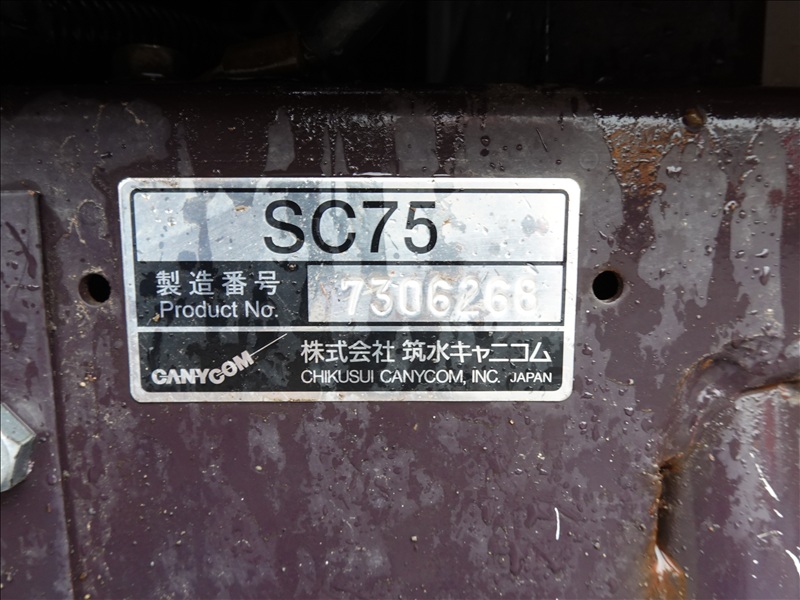 SC75
製造番号
Product No.
7306268
CANYCOM
株式会社 筑水キャニコム
CHIKUSUI CANYCOM, INC. JAPAN